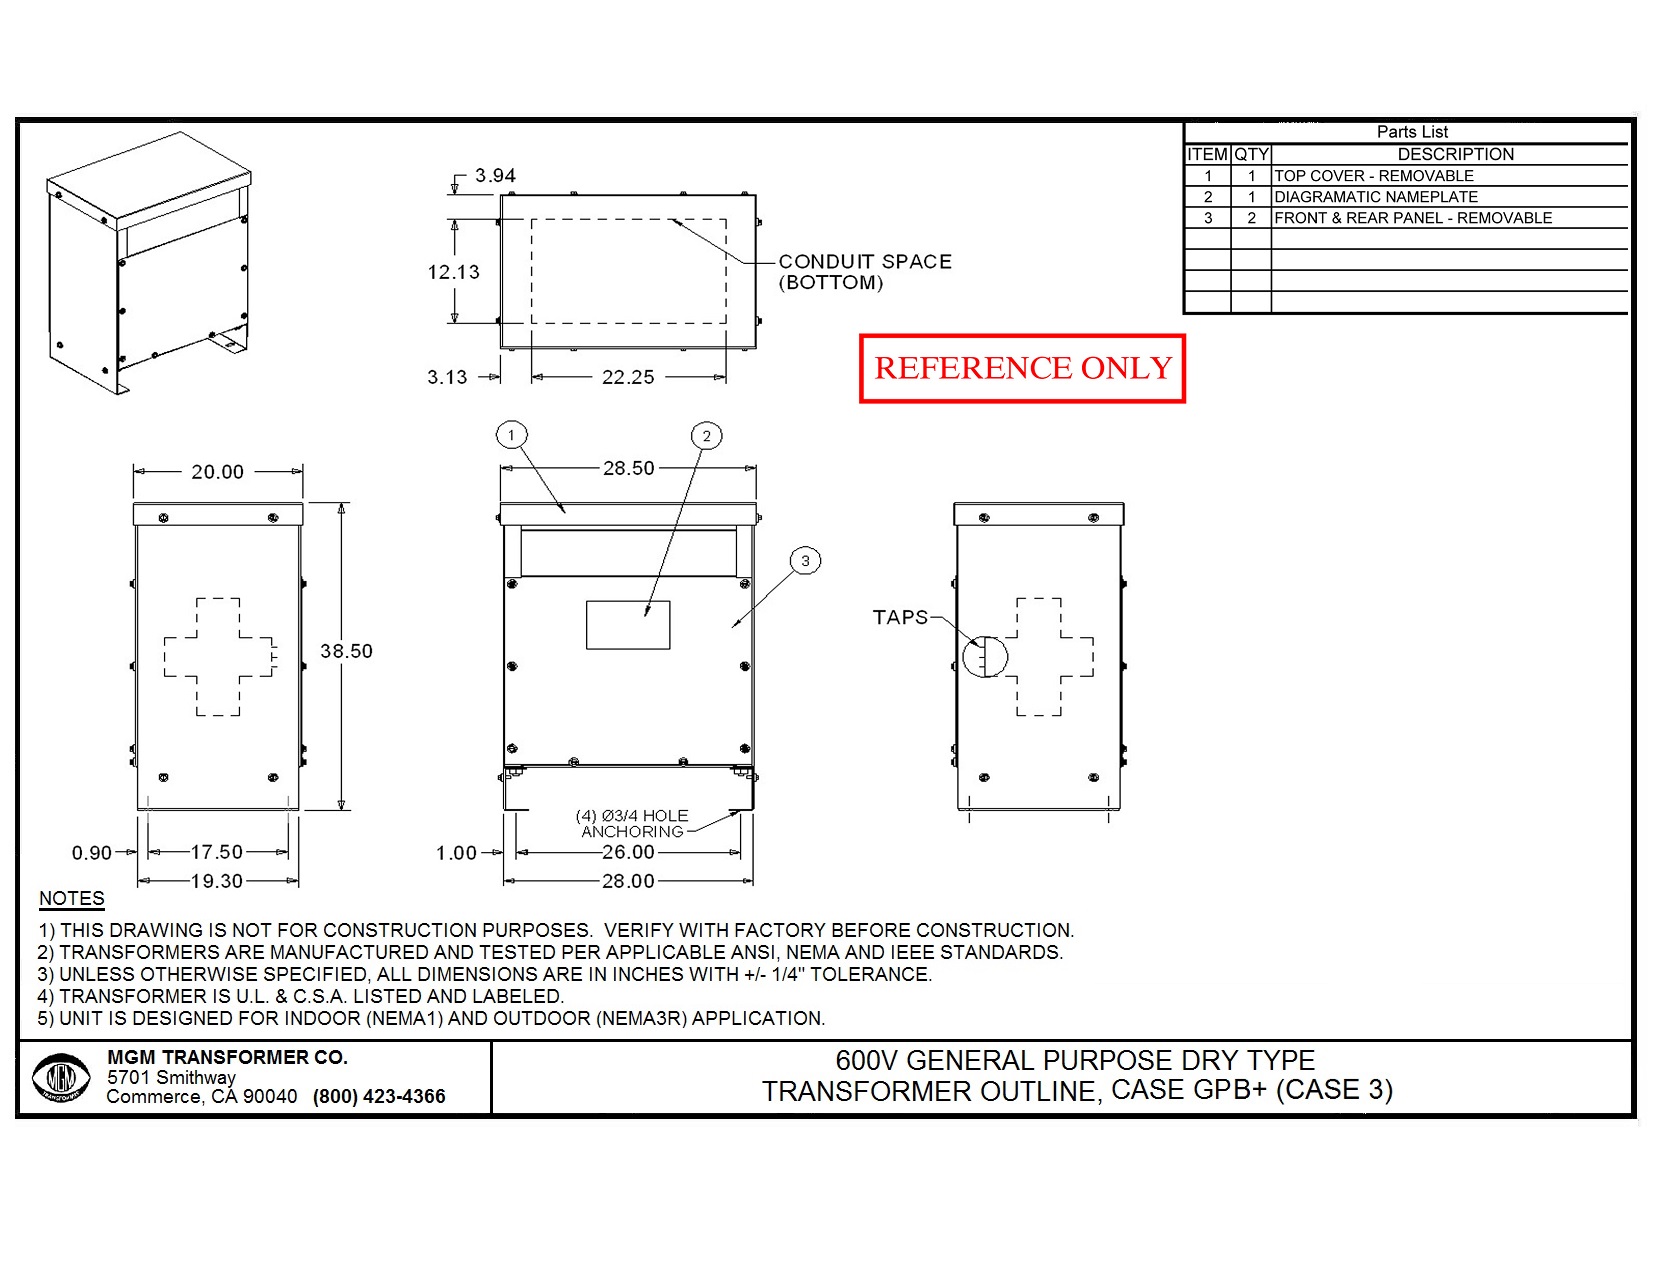 Parts List
ITEM QTY DESCRIPTION
1 1 TOP COVER - REMOVABLE
2 1 DIAGRAMATIC NAMEPLATE
3 2 FRONT & REAR PANEL - REMOVABLE
3.94
12.13
CONDUIT SPACE
(BOTTOM)
3.13
22.25
REFERENCE ONLY
1
2
20.00
28.50
3
TAPS
38.50
(4) Ø3/4 HOLE
ANCHORING
0.90
17.50
1.00
26.00
19.30
28.00
NOTES
1) THIS DRAWING IS NOT FOR CONSTRUCTION PURPOSES. VERIFY WITH FACTORY BEFORE CONSTRUCTION.
2) TRANSFORMERS ARE MANUFACTURED AND TESTED PER APPLICABLE ANSI, NEMA AND IEEE STANDARDS.
3) UNLESS OTHERWISE SPECIFIED, ALL DIMENSIONS ARE IN INCHES WITH +/- 1/4" TOLERANCE.
4) TRANSFORMER IS U.L. & C.S.A. LISTED AND LABELED.
5) UNIT IS DESIGNED FOR INDOOR (NEMA1) AND OUTDOOR (NEMA3R) APPLICATION.
MGM
TRANSFORMER
MGM TRANSFORMER CO.
5701 Smithway
Commerce, CA 90040 (800) 423-4366
600V GENERAL PURPOSE DRY TYPE
TRANSFORMER OUTLINE, CASE GPB+ (CASE 3)